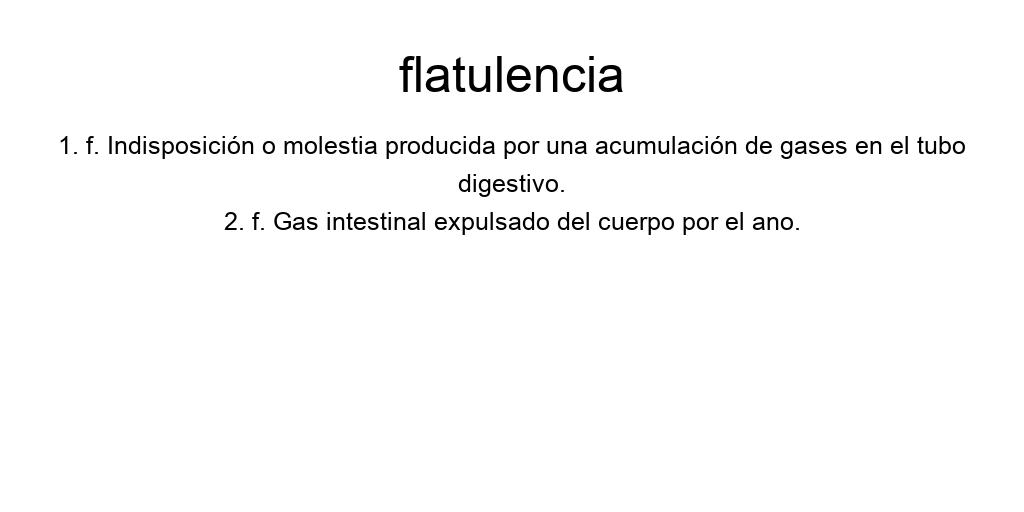 flatulencia
1. f. Indisposición o molestia producida por una acumulación de gases en el tubo
digestivo.
2. f. Gas intestinal expulsado del cuerpo por el ano.